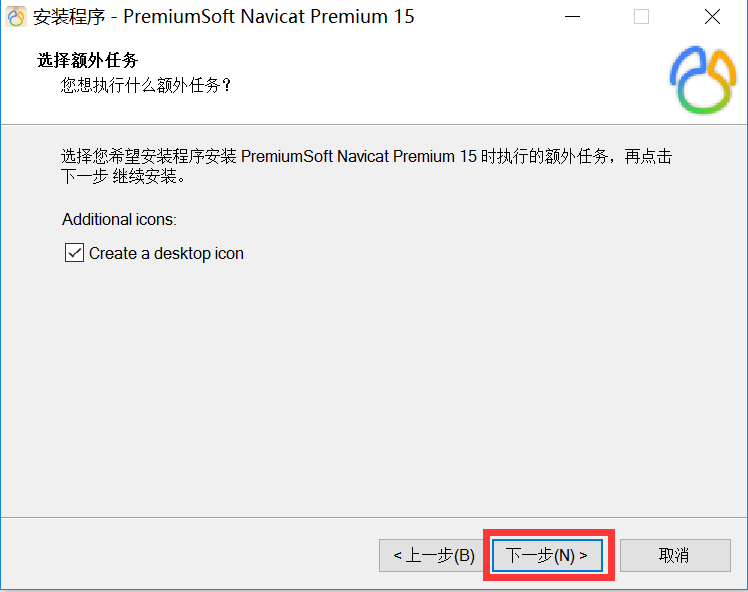 安装程序 - PremiumSoft Navicat Premium 15
选择额外任务
您想执行什么额外任务？
选择您希望安装程序安装 PremiumSoft Navicat Premium 15 时执行的额外任务，再点击
下一步 继续安装。
Additional icons:
Create a desktop icon
< 上一步(B) 下一步(N) > 取消